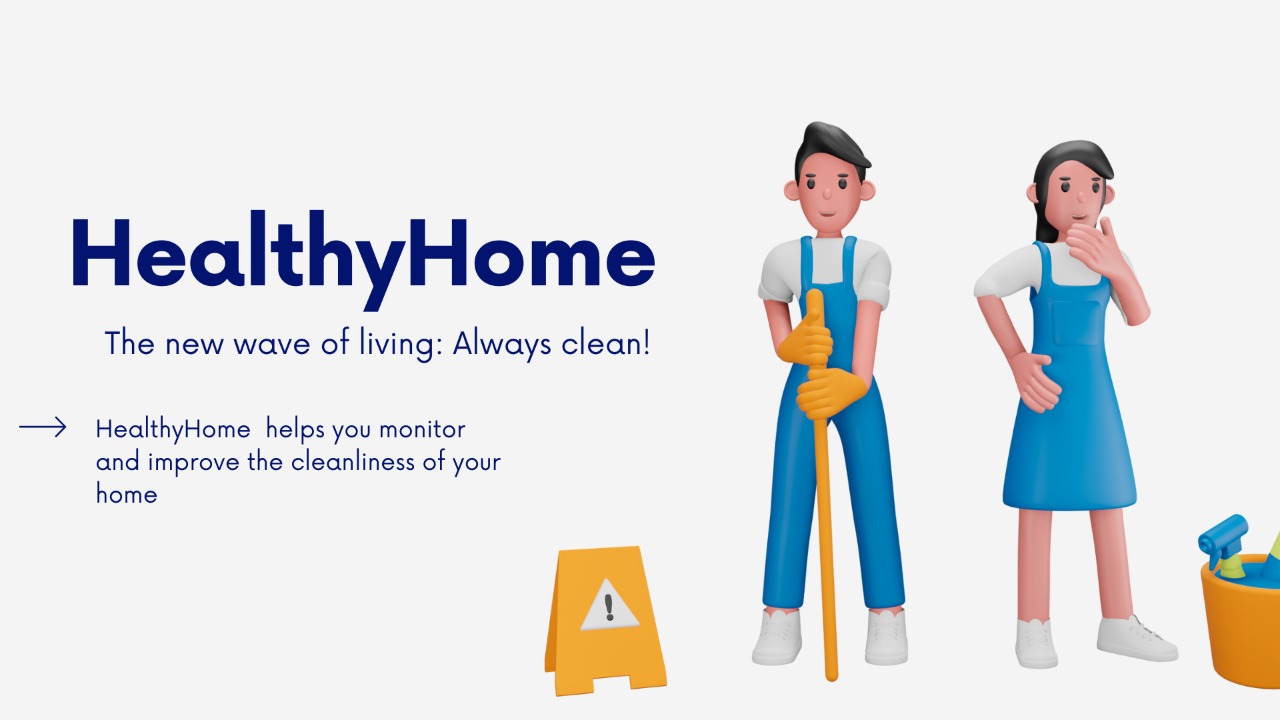 HealthyHome
The new wave of living: Always clean!
HealthyHome  helps you monitor
and improve the cleanliness of your
home
!